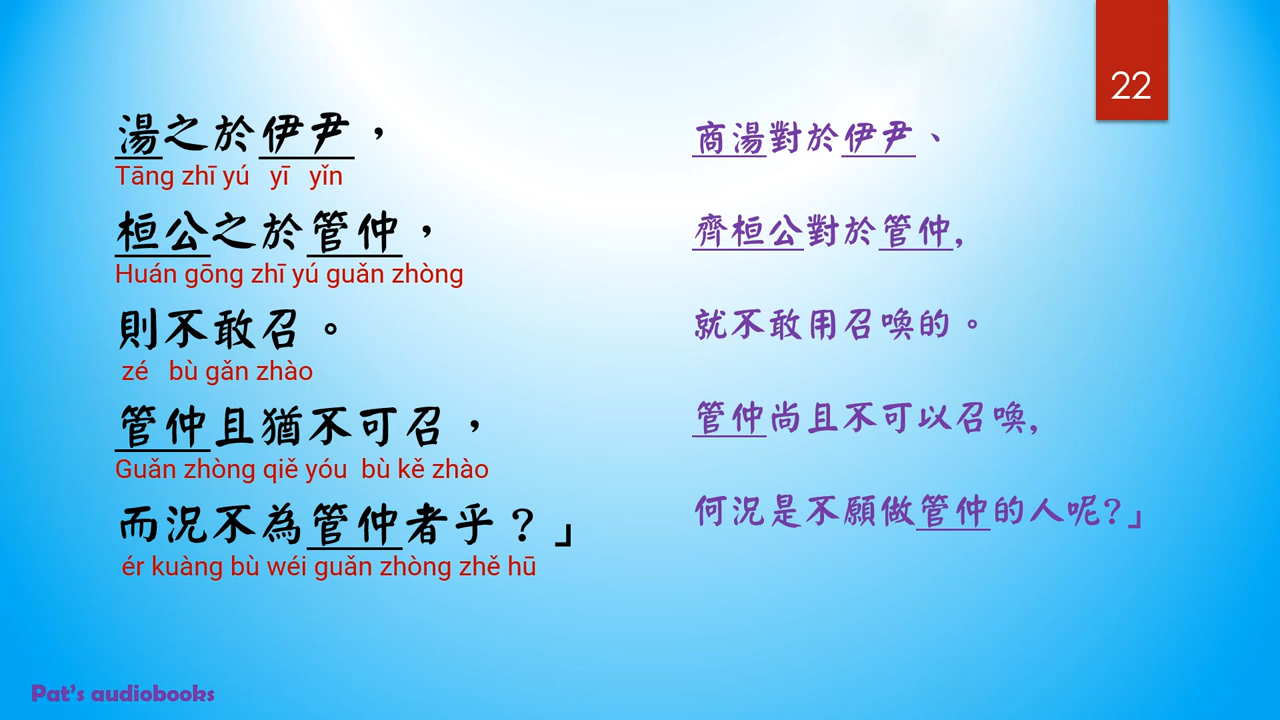 22
湯之於伊尹，
Tāng zhī yú yī yǐn
桓公之於管仲，
Huán gōng zhī yú guǎn zhòng
則不敢召。
zé bù gǎn zhào
管仲且猶不可召，
Guǎn zhòng qiě yóu bù kě zhào
而況不為管仲者乎？」
ér kuàng bù wéi guǎn zhòng zhě hū
商湯對於伊尹、
齊桓公對於管仲,
就不敢用召喚的。
管仲尚且不可以召喚,
何況是不願做管仲的人呢?」
Pat's audiobooks